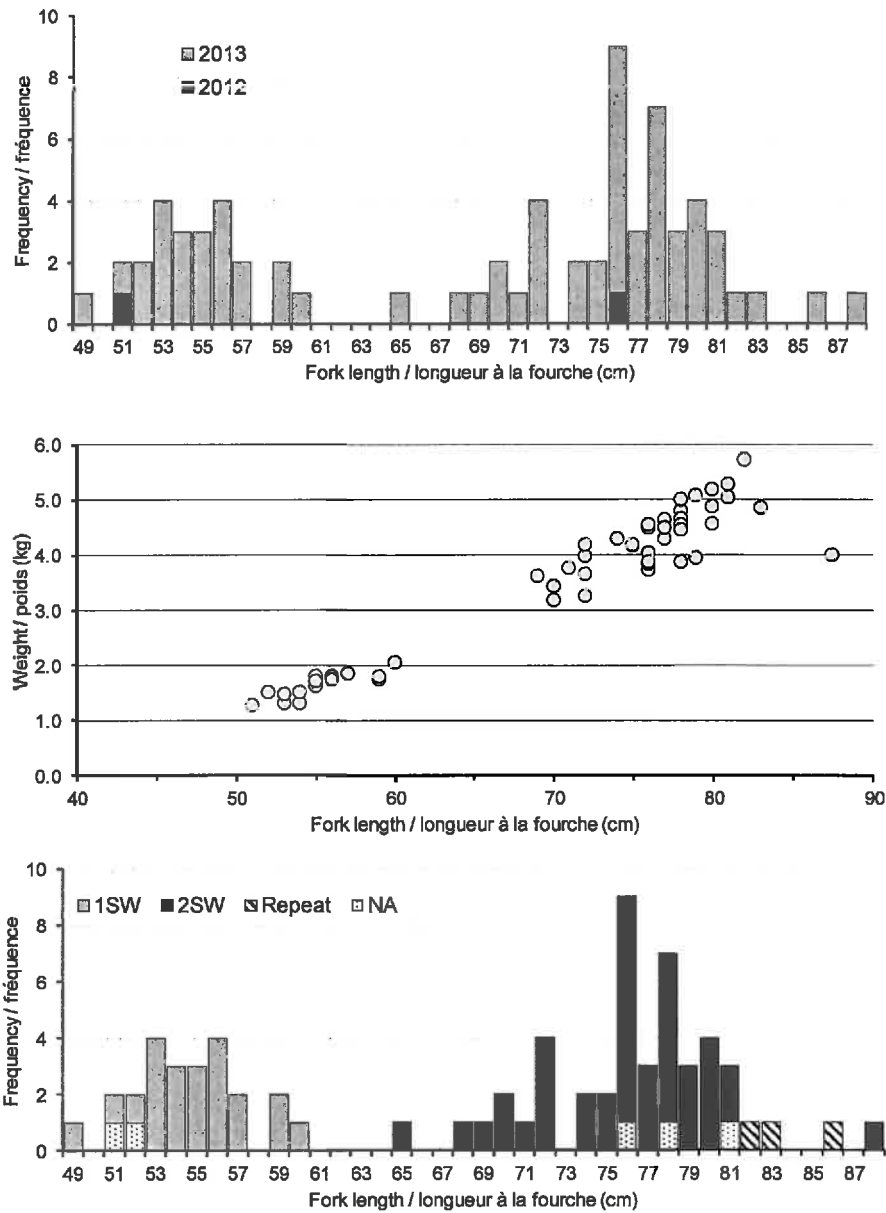 10
8
6
4
2
0
Frequency / fréquence
2013
2012
49 51 53 55 57 59 61 63 65 67 69 71 73 75 77 79 81 83 85 87
Fork length / longueur à la fourche (cm)
6.0
5.0
4.0
3.0
2.0
1.0
0.0
Weight / poids (kg)
40 50 60 70 80 90
Fork length / longueur à la fourche (cm)
10
8
6
4
2
0
Frequency / fréquence
1SW 2SW Repeat NA
49 51 53 55 57 59 61 63 65 67 69 71 73 75 77 79 81 83 85 87
Fork length / longueur à la fourche (cm)